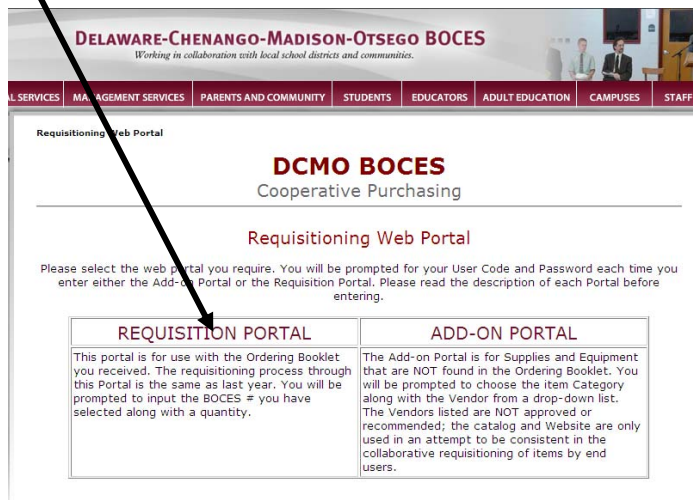 DELAWARE-CHENANGO-MADISON-OTSEGO BOCES
Working in collaboration with local school districts and communities.
SERVICES MANAGEMENT SERVICES PARENTS AND COMMUNITY STUDENTS EDUCATORS ADULT EDUCATION CAMPUSES STAFF
Requisitioning Web Portal
DCMO BOCES
Cooperative Purchasing
Requisitioning Web Portal
Please select the web portal you require. You will be prompted for your User Code and Password each time you
enter either the Add-on Portal or the Requisition Portal. Please read the description of each Portal before
entering.
REQUISITION PORTAL
This portal is for use with the Ordering Booklet
you received. The requisitioning process through
this Portal is the same as last year. You will be
prompted to input the BOCES # you have
selected along with a quantity.
ADD-ON PORTAL
The Add-on Portal is for Supplies and Equipment
that are NOT found in the Ordering Booklet. You
will be prompted to choose the item Category
along with the Vendor from a drop-down list.
The Vendors listed are NOT approved or
recommended; the catalog and Website are only
used in an attempt to be consistent in the
collaborative requisitioning of items by end
users.